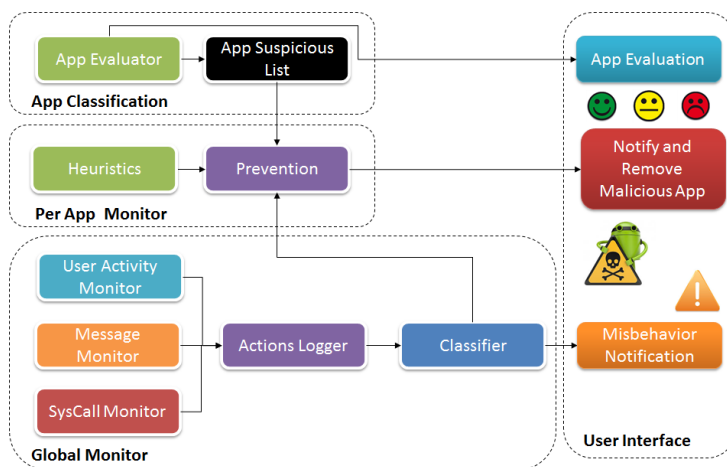 App Evaluator
App Suspicious
List
App Classification
App Evaluation
Heuristics
Prevention
Per App Monitor
Notify and
Remove
Malicious App
User Activity
Monitor
Message
Monitor
SysCall Monitor
Actions Logger
Classifier
Global Monitor
Misbehavior
Notification
User Interface